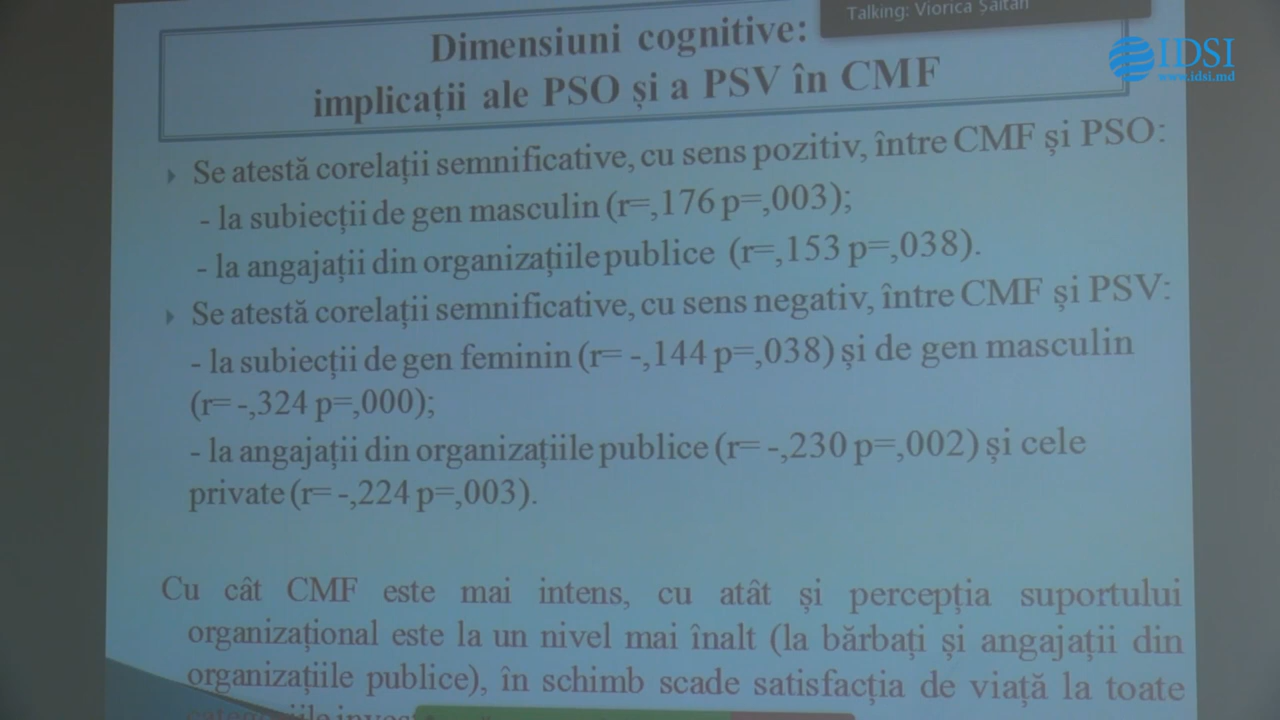 Talking: Viorica Șaltan
IDSI
www.idsi.md
Dimensiuni cognitive:
implicații ale PSO și a PSV în CMF
Se atestă corelații semnificative, cu sens pozitiv, între CMF și PSO:
- la subiecții de gen masculin (r=,176 p=,003);
- la angajații din organizațiile publice (r=,153 p=,038).
Se atestă corelații semnificative, cu sens negativ, între CMF și PSV:
- la subiecții de gen feminin (r= -,144 p=,038) și de gen masculin
(r= -,324 p=,000);
- la angajații din organizațiile publice (r= -,230 p=,002) și cele
private (r= -,224 p=,003).
Cu cât CMF este mai intens, cu atât și percepția suportului
organizațional este la un nivel mai înalt (la bărbați și angajații din
organizațiile publice), în schimb scade satisfacția de viață la toate